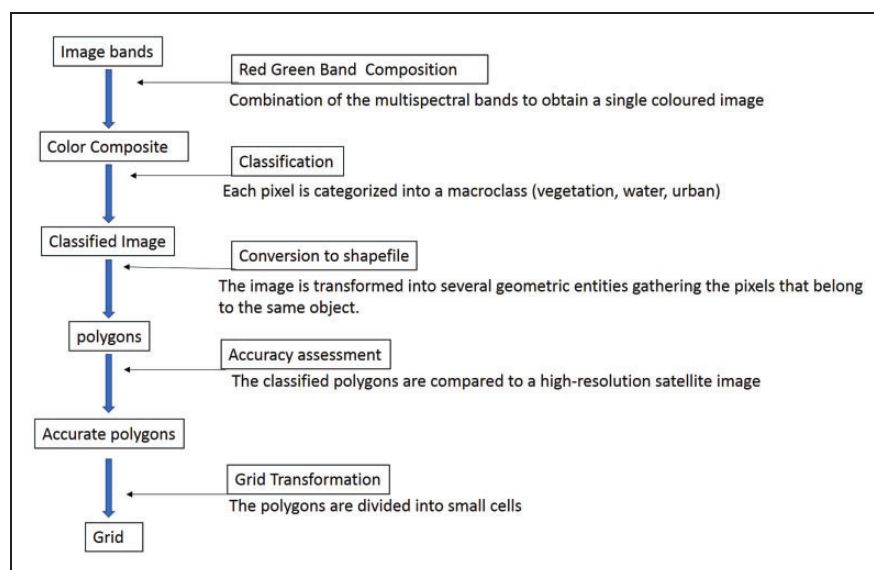 Image bands
Red Green Band Composition
Combination of the multispectral bands to obtain a single coloured image
Color Composite
Classification
Each pixel is categorized into a macroclass (vegetation, water, urban)
Classified Image
Conversion to shapefile
The image is transformed into several geometric entities gathering the pixels that belong
to the same object.
polygons
Accuracy assessment
The classified polygons are compared to a high-resolution satellite image
Accurate polygons
Grid Transformation
The polygons are divided into small cells
Grid